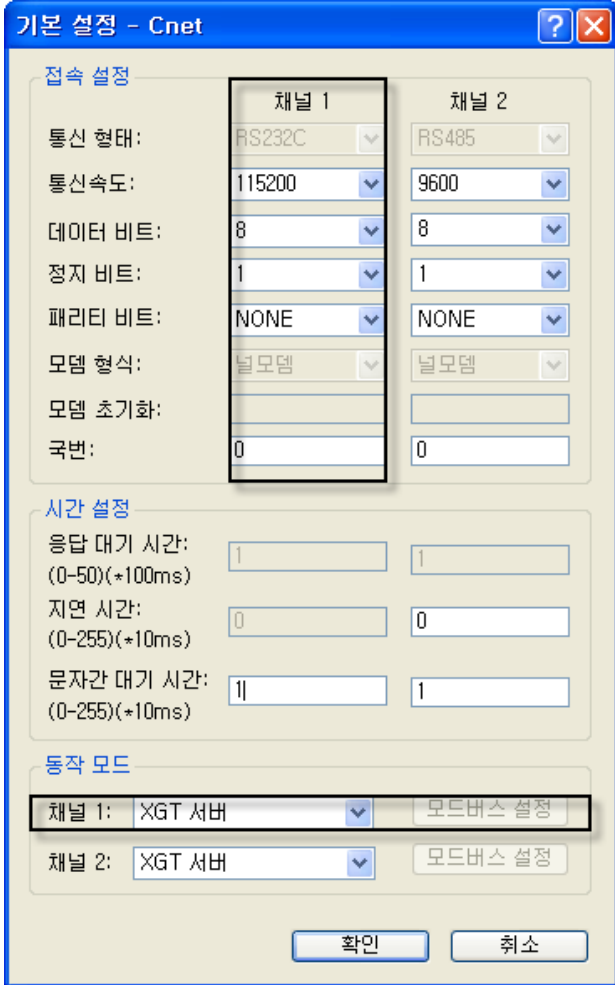 기본 설정 - Cnet
접속 설정
채널 1 채널 2
통신 형태: RS232C RS485
통신속도: 115200 9600
데이터 비트: 8 8
정지 비트: 1 1
패리티 비트: NONE NONE
모뎀 형식: 널모뎀 널모뎀
모뎀 초기화:
국번: 0 0
시간 설정
응답 대기 시간: 1 1
(0-50)(*100ms)
지연 시간: 0 0
(0-255)(*10ms)
문자간 대기 시간: 1 1
(0-255)(*10ms)
동작 모드
채널 1: XGT 서버 모드버스 설정
채널 2: XGT 서버 모드버스 설정
확인 취소